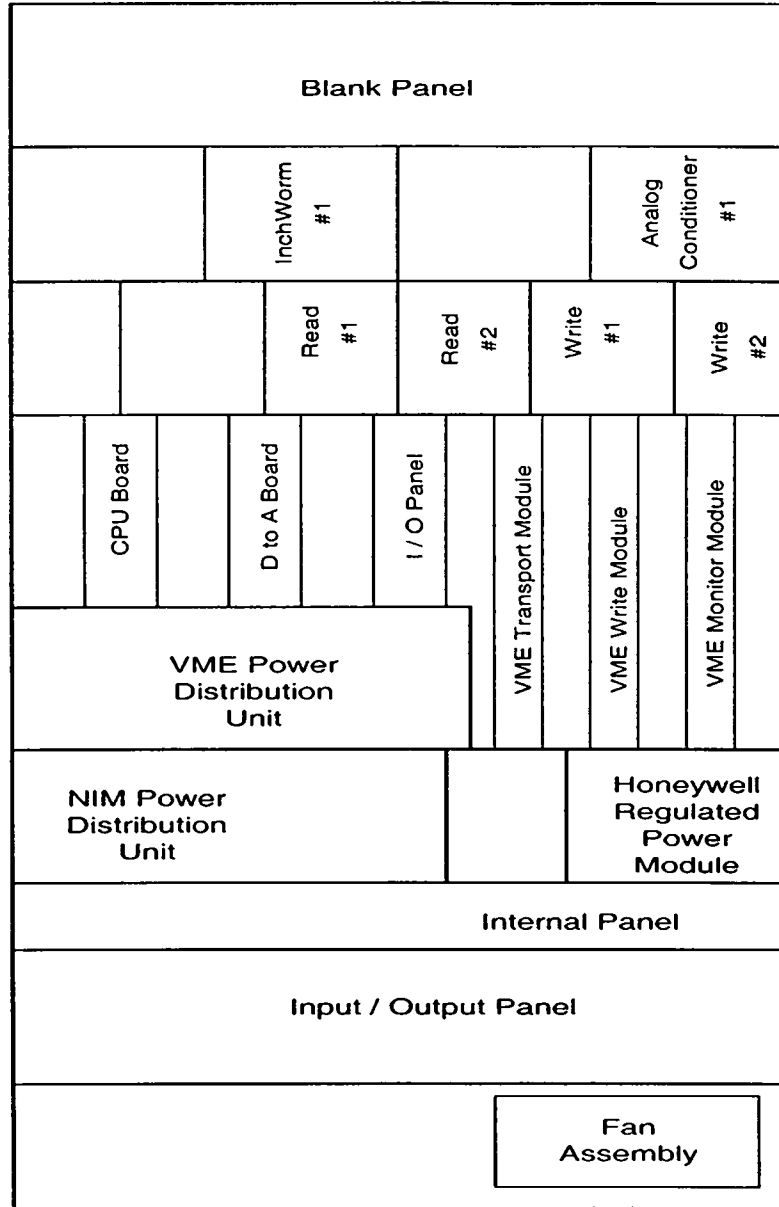 Blank Panel
InchWorm
#1
Analog
Conditioner
#1
Read
#1
Read
#2
Write
#1
Write
#2
CPU Board
D to A Board
I / O Panel
VME Transport Module
VME Write Module
VME Monitor Module
VME Power
Distribution
Unit
NIM Power
Distribution
Unit
Honeywell
Regulated
Power
Module
Internal Panel
Input / Output Panel
Fan
Assembly